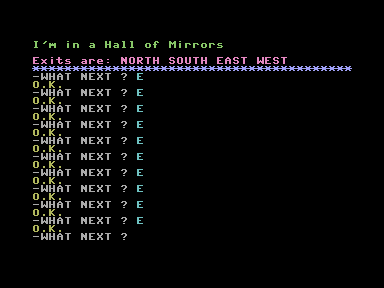 I'm in a Hall of Mirrors
Exits are: NORTH SOUTH EAST WEST
****************************************
-WHAT NEXT ? E
O.K.
-WHAT NEXT ? E
O.K.
-WHAT NEXT ? E
O.K.
-WHAT NEXT ? E
O.K.
-WHAT NEXT ? E
O.K.
-WHAT NEXT ? E
O.K.
-WHAT NEXT ? E
O.K.
-WHAT NEXT ? E
O.K.
-WHAT NEXT ? E
O.K.
-WHAT NEXT ? E
O.K.
-WHAT NEXT ?